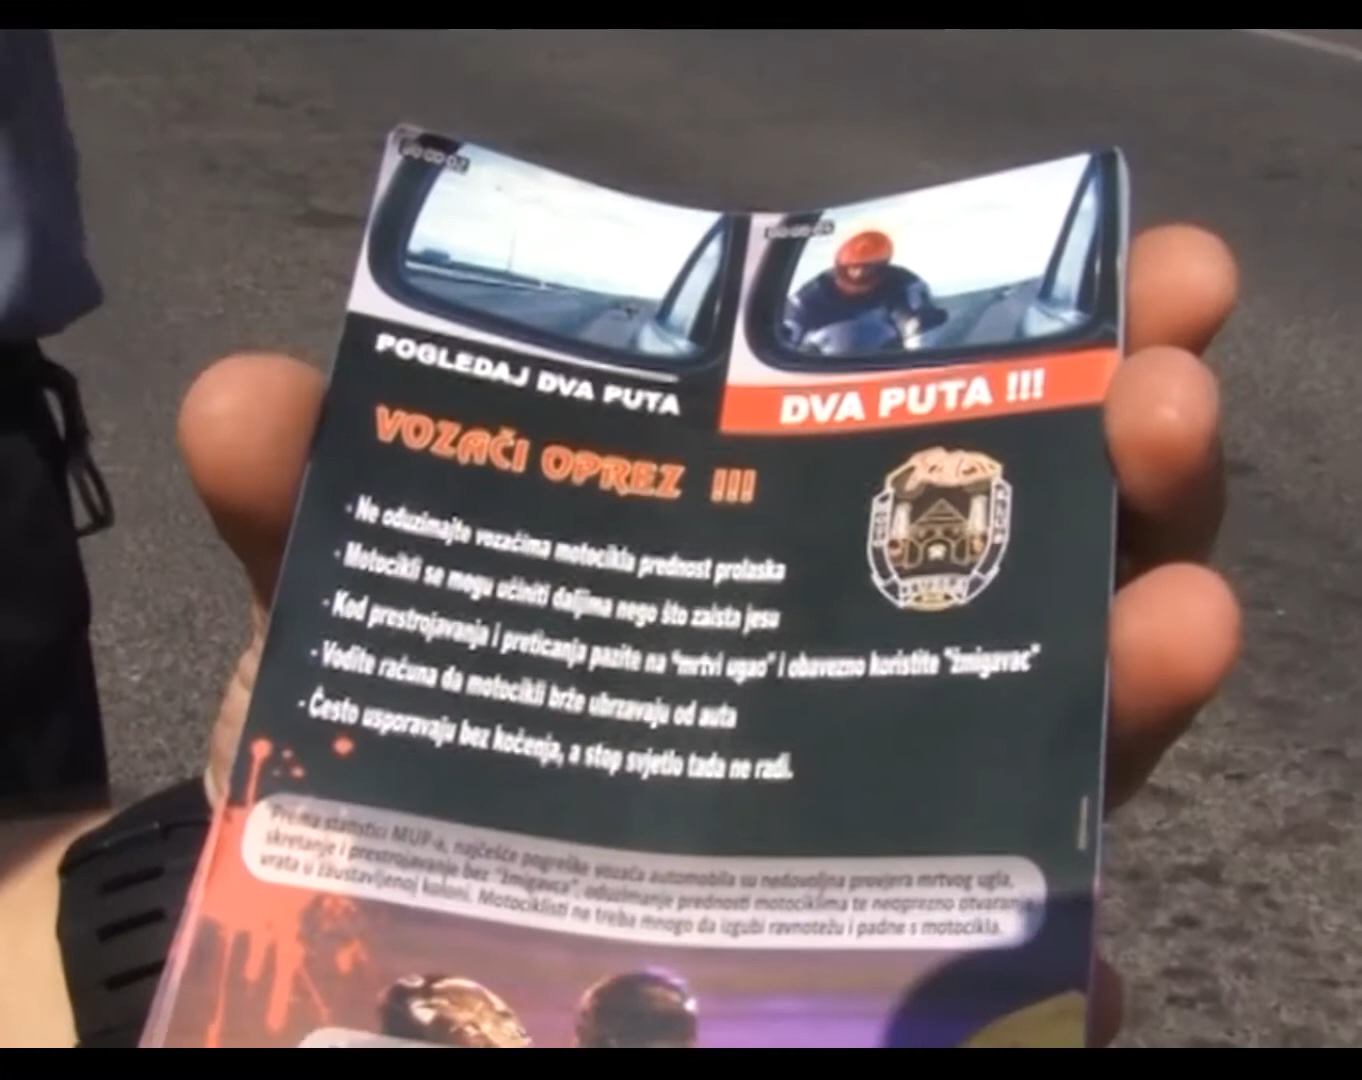 POGLEDAJ DVA PUTA
DVA PUTA !!!
VOZAČI OPREZ !!!
- Ne oduzimajte vozačima motocikla prednost prolaska
- Motocikli se mogu učiniti daljima nego što zaista jesu
- Kod prestrojavanja i preticanja pazite na "mrtvi ugao" i obavezno koristite "žmigavac"
- Vodite računa da motocikli brže ubrzavaju od auta
- Često usporavaju bez kočenja, a stop svjetlo tada ne radi.
Prema statistici MUP-a, najčešće pogreške vozača automobila su nedovoljna provjera mrtvog ugla,
skretanje i prestrojavanje bez "žmigavca", oduzimanje prednosti motociklima te neoprezno otvaranje
vrata u zaustavljenoj koloni. Motociklisti ne treba mnogo da izgubi ravnotežu i padne s motocikla.